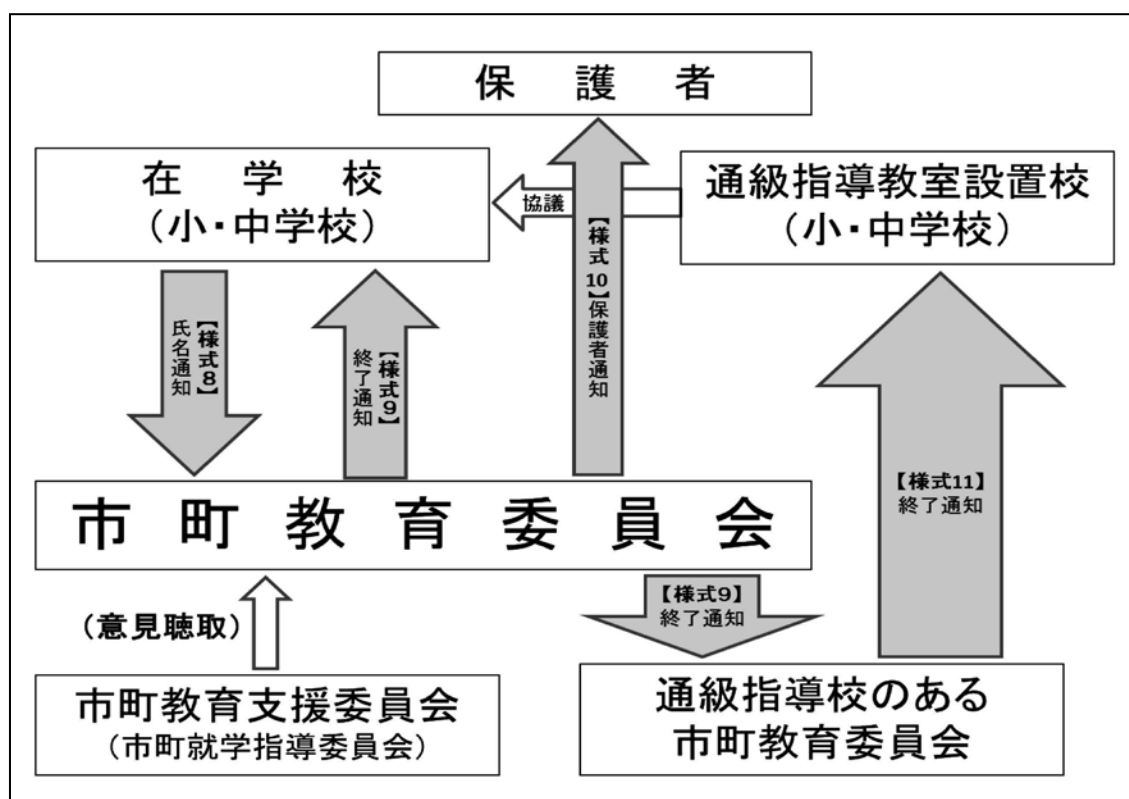 保護者
在学校
(小・中学校)
協議
通級指導教室設置校
(小・中学校)
【様式8】
氏名通知
【様式9】
終了通知
【様式10】保護者通知
【様式11】
終了通知
市町教育委員会
(意見聴取)
【様式9】
終了通知
市町教育支援委員会
(市町就学指導委員会)
通級指導校のある
市町教育委員会